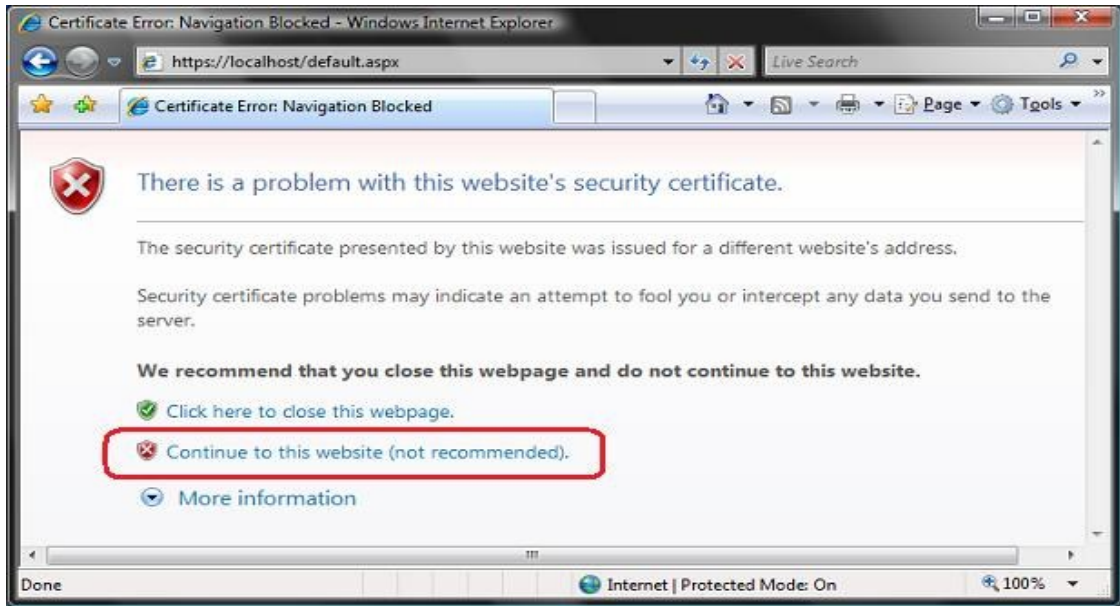 Certificate Error: Navigation Blocked - Windows Internet Explorer
https://localhost/default.aspx
Live Search
Certificate Error: Navigation Blocked
Page
Tools
There is a problem with this website's security certificate.
The security certificate presented by this website was issued for a different website's address.
Security certificate problems may indicate an attempt to fool you or intercept any data you send to the
server.
We recommend that you close this webpage and do not continue to this website.
Click here to close this webpage.
Continue to this website (not recommended).
More information
Done
Internet | Protected Mode: On
100%